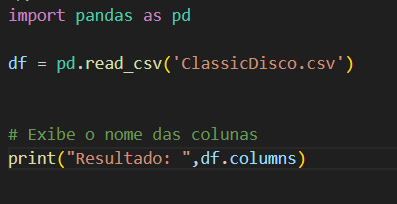 import pandas as pd
df = pd.read_csv('ClassicDisco.csv')
# Exibe o nome das colunas
print("Resultado: ",df.columns)